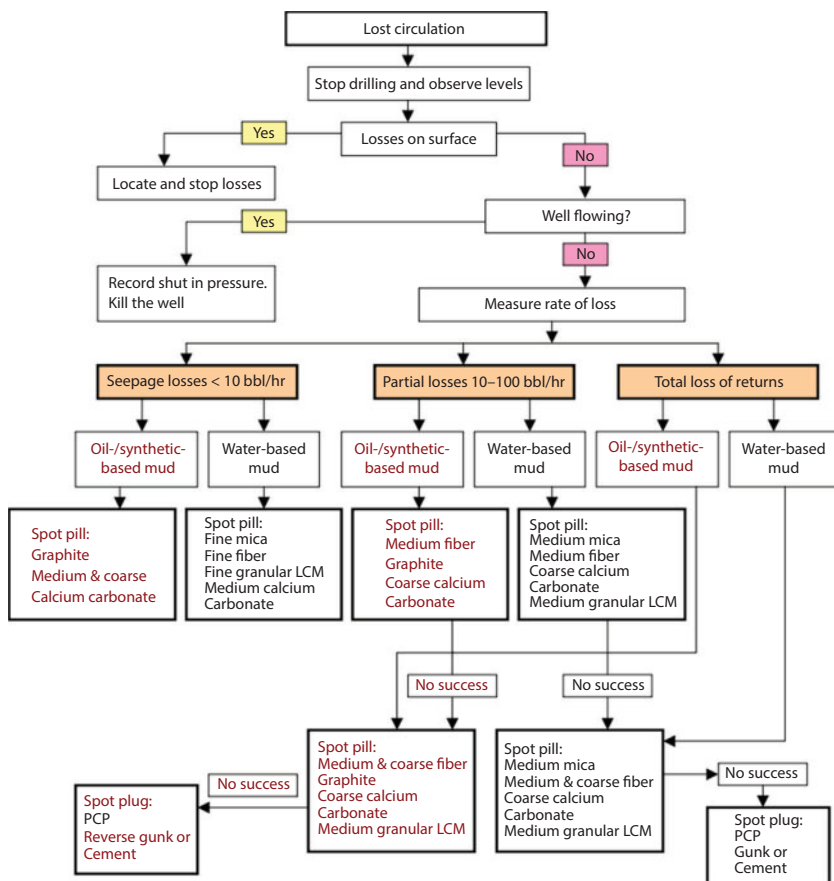 Lost circulation
Stop drilling and observe levels
Yes
Losses on surface
No
Locate and stop losses
Yes
Well flowing?
No
Record shut in pressure.
Kill the well
Measure rate of loss
Seepage losses < 10 bbl/hr
Partial losses 10–100 bbl/hr
Total loss of returns
Oil-/synthetic-
based mud
Water-based
mud
Oil-/synthetic-
based mud
Water-based
mud
Oil-/synthetic-
based mud
Water-based
mud
Spot pill:
Graphite
Medium & coarse
Calcium carbonate
Spot pill:
Fine mica
Fine fiber
Fine granular LCM
Medium calcium
Carbonate
Spot pill:
Medium fiber
Graphite
Coarse calcium
Carbonate
Spot pill:
Medium mica
Medium fiber
Coarse calcium
Carbonate
Medium granular LCM
No success
No success
Spot pill:
Medium & coarse fiber
Graphite
Coarse calcium
Carbonate
Medium granular LCM
Spot pill:
Medium mica
Medium & coarse fiber
Coarse calcium
Carbonate
Medium granular LCM
No success
No success
Spot plug:
PCP
Reverse gunk or
Cement
Spot plug:
PCP
Gunk or
Cement